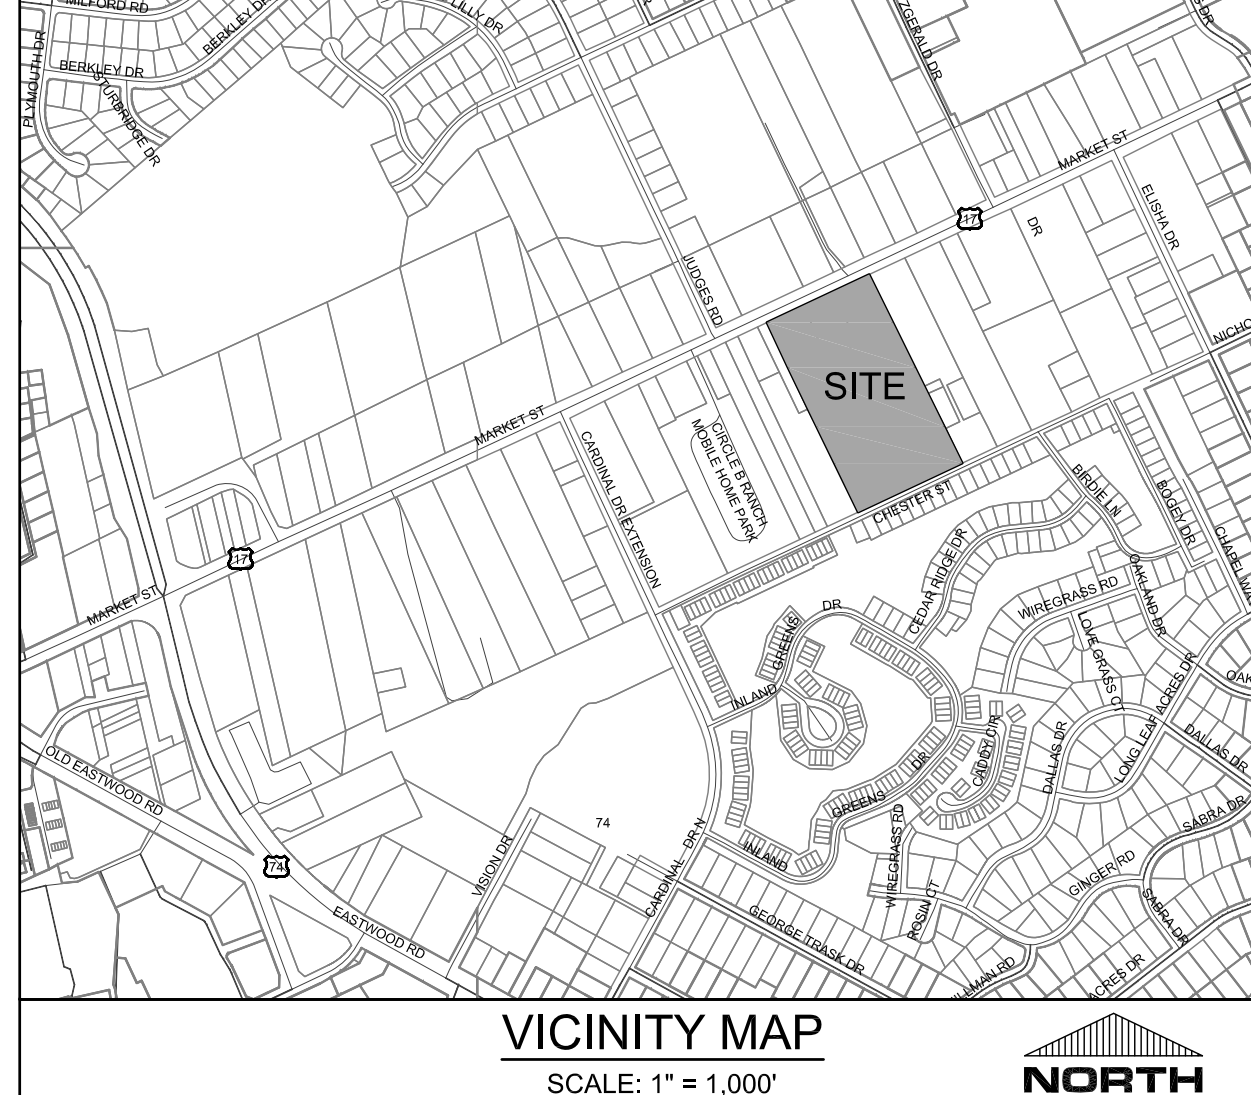 MILFORD RD
LILLY DR
BERKLEY DR
PLYMOUTH DR
BERKLEY DR
STURBRIDGE DR
ZGERALD DR
S DR
MARKET ST
ELISHA DR
17
DR
JUDGES RD
NICHO
SITE
MARKET ST
CARDINAL DR EXTENSION
CIRCLE B RANCH
MOBILE HOME PARK
CHESTER ST
BIRDIE LN
BOGEY DR
CHAPEL WA
17
MARKET ST
CEDAR RIDGE DR
OAKLAND DR
WIREGRASS RD
LOVE GRASS CT
DR
GREENS
INLAND
LONG LEAF ACRES DR
OAK
DALLAS DR
DALLAS DR
CADDY CIR
DR
GREENS
INLAND
OLD EASTWOOD RD
74
74
VISION DR
CARDINAL DR N
WIREGRASS RD
ROSIN CT
SABRA DR
GINGER RD
SABRA DR
GEORGE TRASK DR
EASTWOOD RD
ILLMAN RD
ACRES DR
VICINITY MAP
SCALE: 1" = 1,000'
NORTH